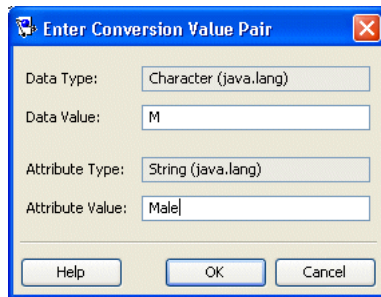 Enter Conversion Value Pair
Data Type: Character (java.lang)
Data Value: M
Attribute Type: String (java.lang)
Attribute Value: Male
Help OK Cancel